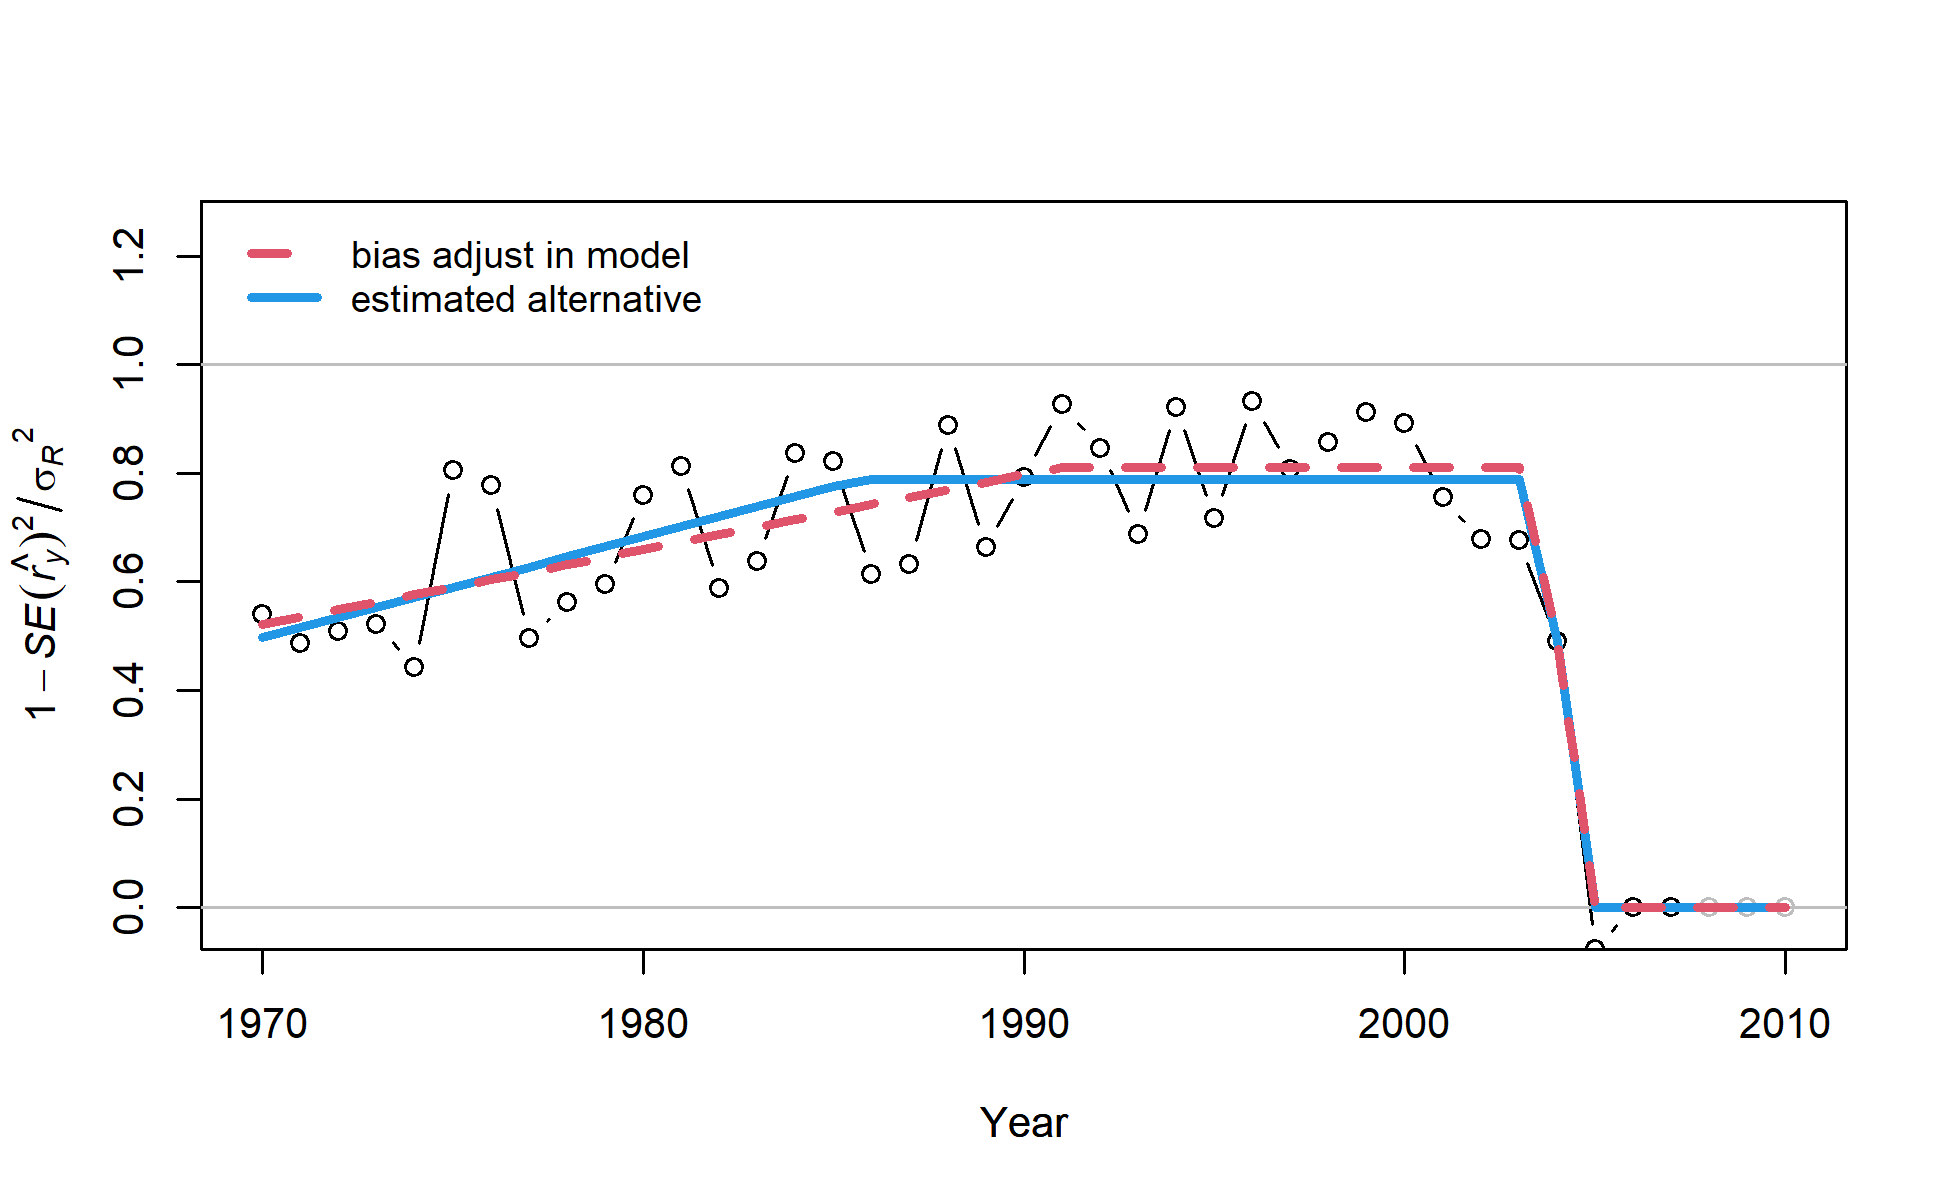 bias adjust in model
estimated alternative
1 − SE(r̂y)² / σR²
1.2
1.0
0.8
0.6
0.4
0.2
0.0
1970 1980 1990 2000 2010
Year